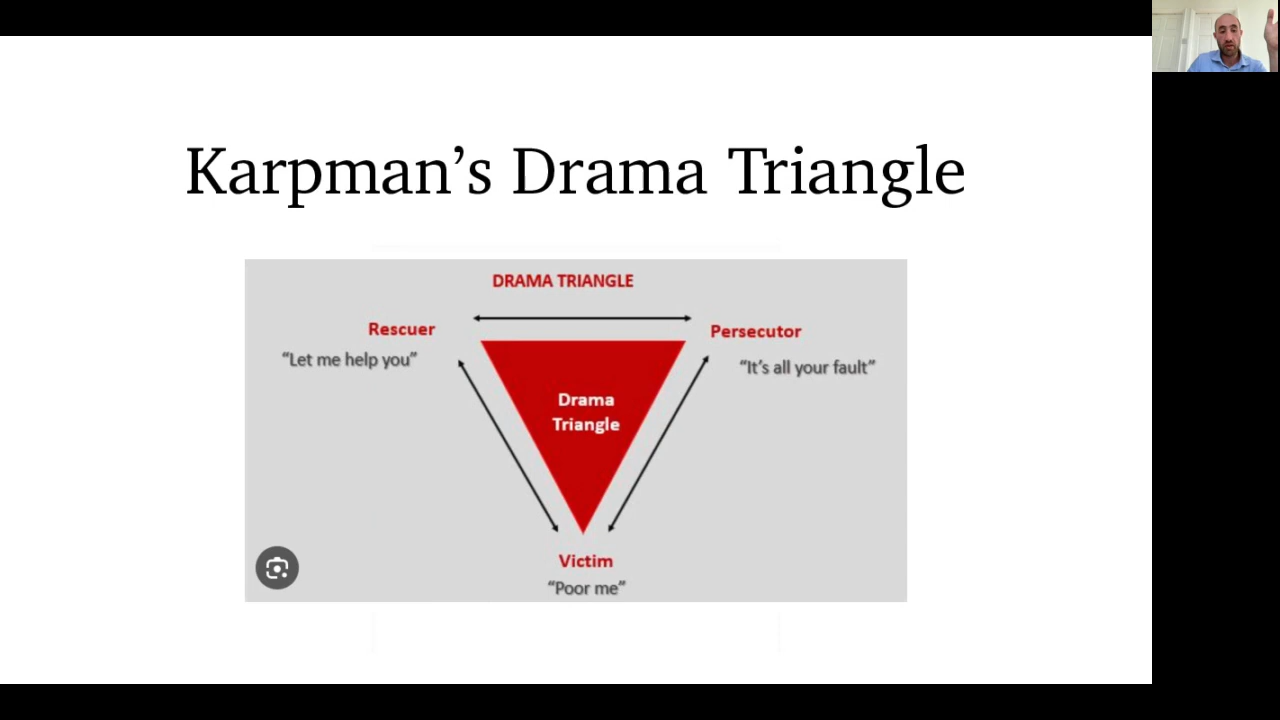 Karpman’s Drama Triangle
DRAMA TRIANGLE
Rescuer
Persecutor
“Let me help you”
“It’s all your fault”
Drama
Triangle
Victim
“Poor me”